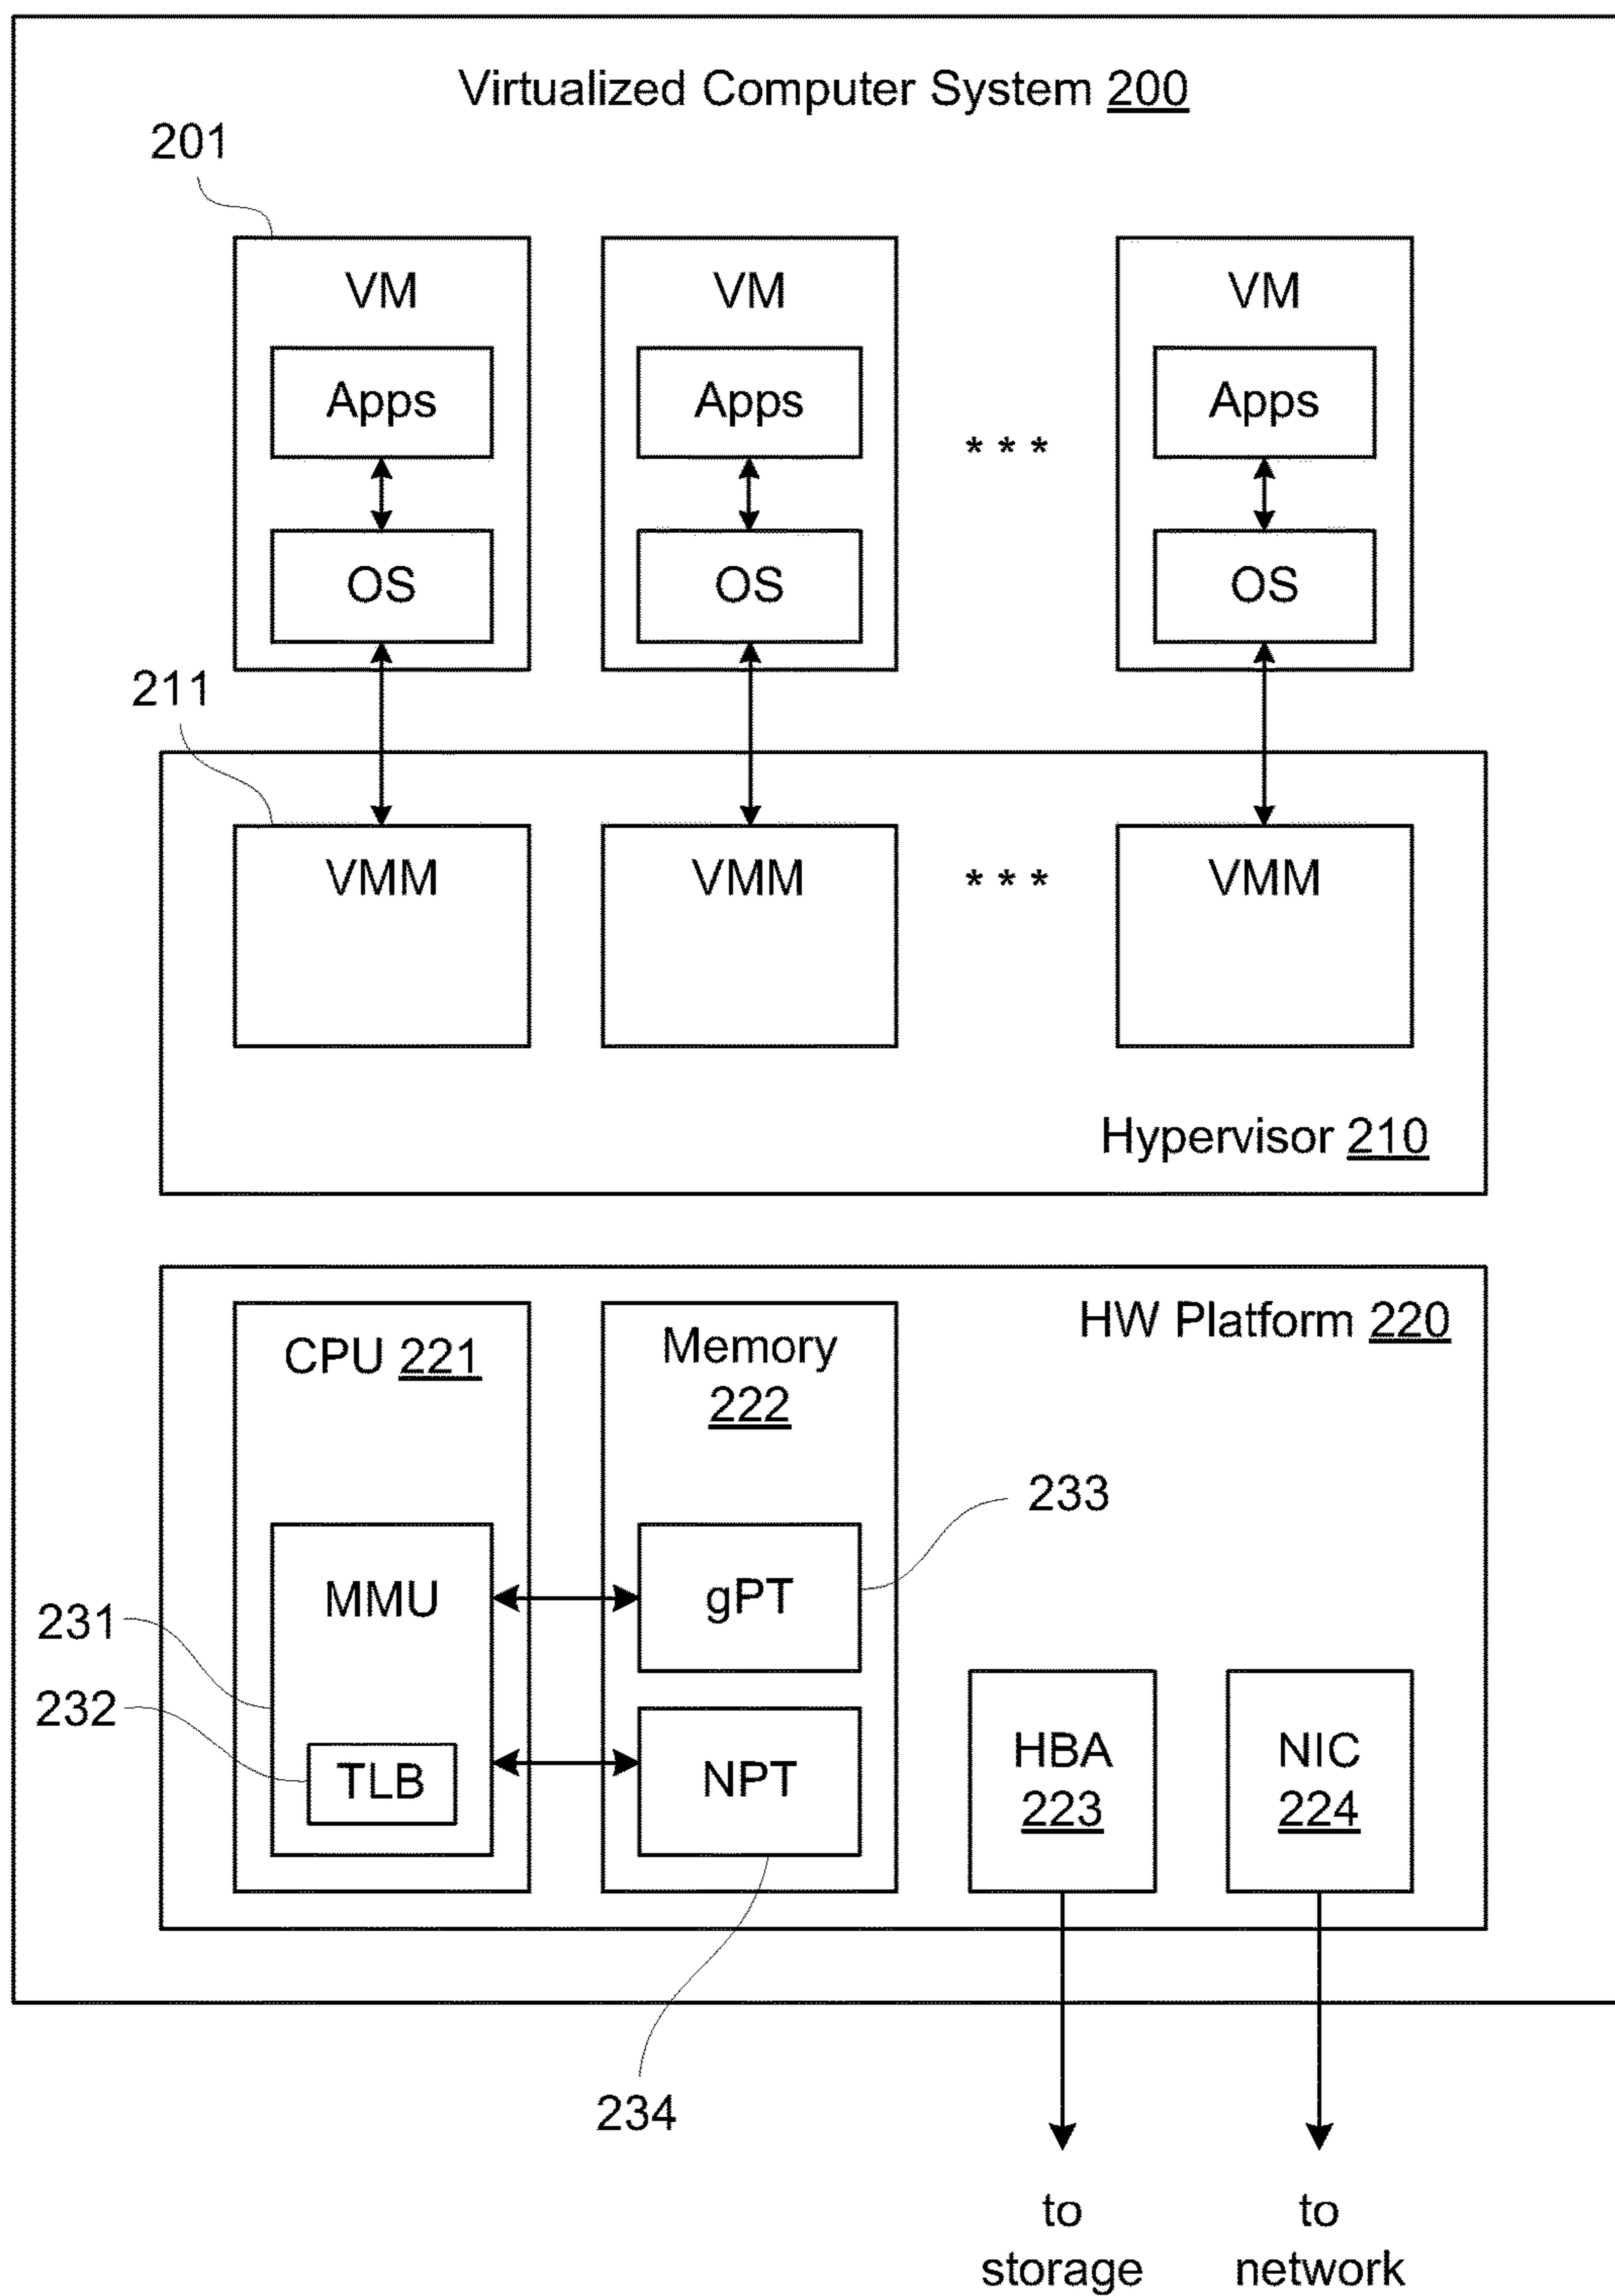 Virtualized Computer System 200
201
VM
VM
VM
Apps
Apps
* * *
Apps
OS
OS
OS
211
VMM
VMM
* * *
VMM
Hypervisor 210
HW Platform 220
CPU 221
Memory
222
233
MMU
gPT
231
232
TLB
NPT
HBA
223
NIC
224
234
to
storage
to
network